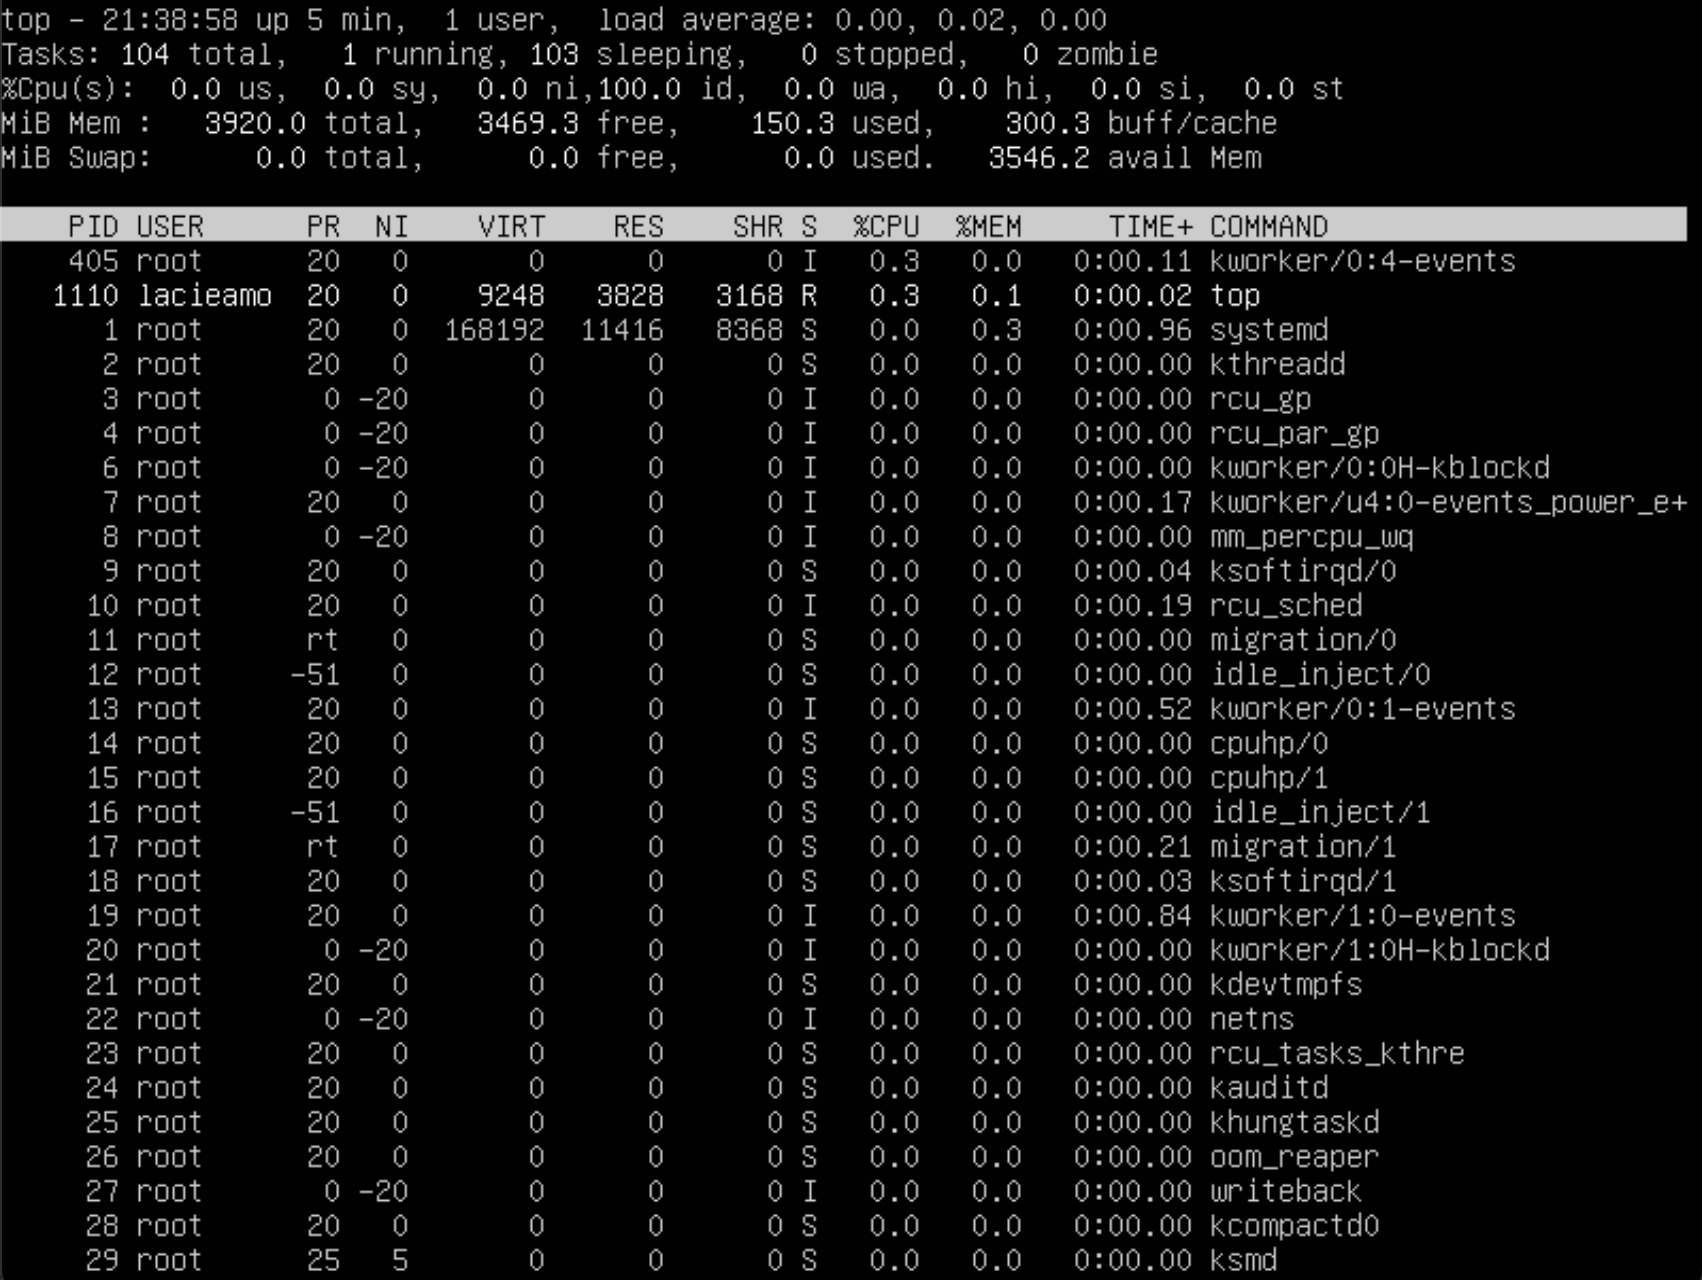 top - 21:38:58 up 5 min,  1 user,  load average: 0.00, 0.02, 0.00
Tasks: 104 total,   1 running, 103 sleeping,   0 stopped,   0 zombie
%Cpu(s):  0.0 us,  0.0 sy,  0.0 ni,100.0 id,  0.0 wa,  0.0 hi,  0.0 si,  0.0 st
MiB Mem :   3920.0 total,   3469.3 free,    150.3 used,    300.3 buff/cache
MiB Swap:      0.0 total,      0.0 free,      0.0 used.   3546.2 avail Mem
    PID USER      PR  NI    VIRT    RES    SHR S  %CPU  %MEM     TIME+ COMMAND
    405 root      20   0       0      0      0 I   0.3   0.0   0:00.11 kworker/0:4-events
   1110 lacieamo  20   0    9248   3828   3168 R   0.3   0.1   0:00.02 top
      1 root      20   0  168192  11416   8368 S   0.0   0.3   0:00.96 systemd
      2 root      20   0       0      0      0 S   0.0   0.0   0:00.00 kthreadd
      3 root       0 -20       0      0      0 I   0.0   0.0   0:00.00 rcu_gp
      4 root       0 -20       0      0      0 I   0.0   0.0   0:00.00 rcu_par_gp
      6 root       0 -20       0      0      0 I   0.0   0.0   0:00.00 kworker/0:0H-kblockd
      7 root      20   0       0      0      0 I   0.0   0.0   0:00.17 kworker/u4:0-events_power_e+
      8 root       0 -20       0      0      0 I   0.0   0.0   0:00.00 mm_percpu_wq
      9 root      20   0       0      0      0 S   0.0   0.0   0:00.04 ksoftirqd/0
     10 root      20   0       0      0      0 I   0.0   0.0   0:00.19 rcu_sched
     11 root      rt   0       0      0      0 S   0.0   0.0   0:00.00 migration/0
     12 root     -51   0       0      0      0 S   0.0   0.0   0:00.00 idle_inject/0
     13 root      20   0       0      0      0 I   0.0   0.0   0:00.52 kworker/0:1-events
     14 root      20   0       0      0      0 S   0.0   0.0   0:00.00 cpuhp/0
     15 root      20   0       0      0      0 S   0.0   0.0   0:00.00 cpuhp/1
     16 root     -51   0       0      0      0 S   0.0   0.0   0:00.00 idle_inject/1
     17 root      rt   0       0      0      0 S   0.0   0.0   0:00.21 migration/1
     18 root      20   0       0      0      0 S   0.0   0.0   0:00.03 ksoftirqd/1
     19 root      20   0       0      0      0 I   0.0   0.0   0:00.84 kworker/1:0-events
     20 root       0 -20       0      0      0 I   0.0   0.0   0:00.00 kworker/1:0H-kblockd
     21 root      20   0       0      0      0 S   0.0   0.0   0:00.00 kdevtmpfs
     22 root       0 -20       0      0      0 I   0.0   0.0   0:00.00 netns
     23 root      20   0       0      0      0 S   0.0   0.0   0:00.00 rcu_tasks_kthre
     24 root      20   0       0      0      0 S   0.0   0.0   0:00.00 kauditd
     25 root      20   0       0      0      0 S   0.0   0.0   0:00.00 khungtaskd
     26 root      20   0       0      0      0 S   0.0   0.0   0:00.00 oom_reaper
     27 root       0 -20       0      0      0 I   0.0   0.0   0:00.00 writeback
     28 root      20   0       0      0      0 S   0.0   0.0   0:00.00 kcompactd0
     29 root      25   5       0      0      0 S   0.0   0.0   0:00.00 ksmd